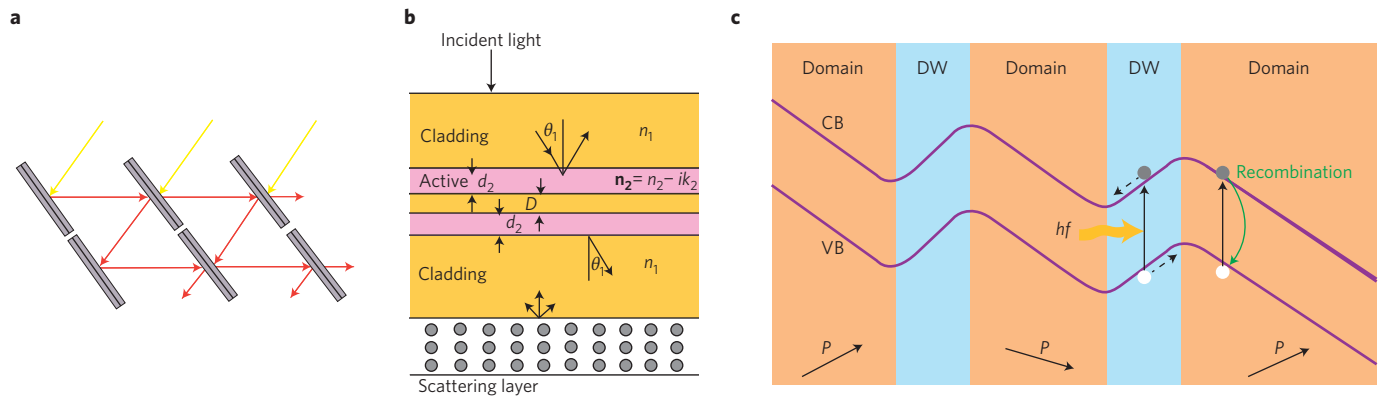 a
b
Incident light
Cladding
θ1
n1
Active
d2
n2 = n2 – ik2
D
d2
Cladding
θ1
n1
Scattering layer
c
Domain
DW
Domain
DW
Domain
CB
VB
hf
Recombination
P
P
P